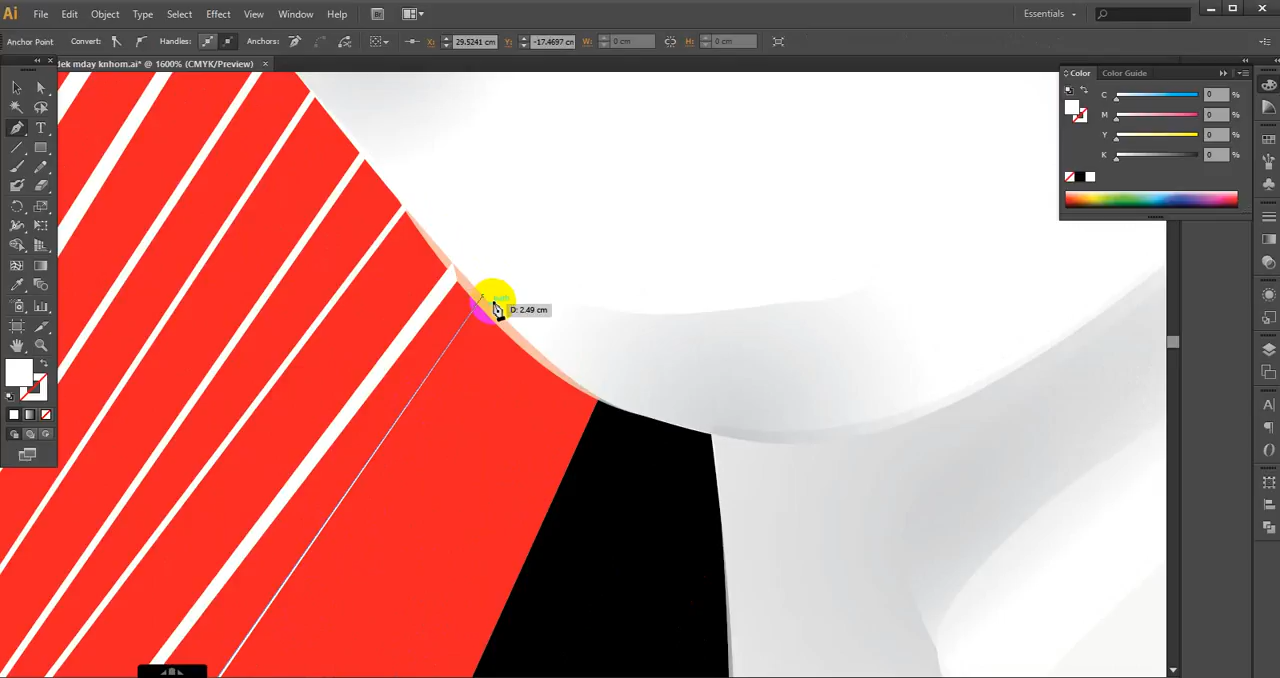 Ai File Edit Object Type Select Effect View Window Help Br Essentials
Anchor Point Convert: Handles: Anchors: X: 29.5241 cm Y: -17.4697 cm W: 0 cm H: 0 cm
dek mday knhom.ai* @ 1600% (CMYK/Preview) ×
Color Color Guide
C 0 %
M 0 %
Y 0 %
K 0 %
D: 2.49 cm